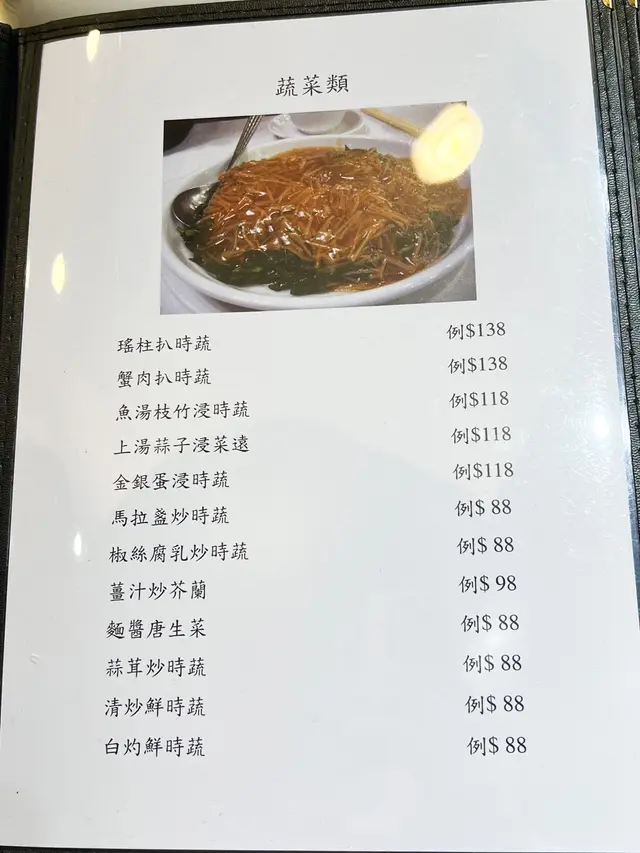 蔬菜類
瑤柱扒時蔬 例$138
蟹肉扒時蔬 例$138
魚湯枝竹浸時蔬 例$118
上湯蒜子浸菜遠 例$118
金銀蛋浸時蔬 例$118
馬拉盞炒時蔬 例$ 88
椒絲腐乳炒時蔬 例$ 88
薑汁炒芥蘭 例$ 98
麵醬唐生菜 例$ 88
蒜茸炒時蔬 例$ 88
清炒鮮時蔬 例$ 88
白灼鮮時蔬 例$ 88